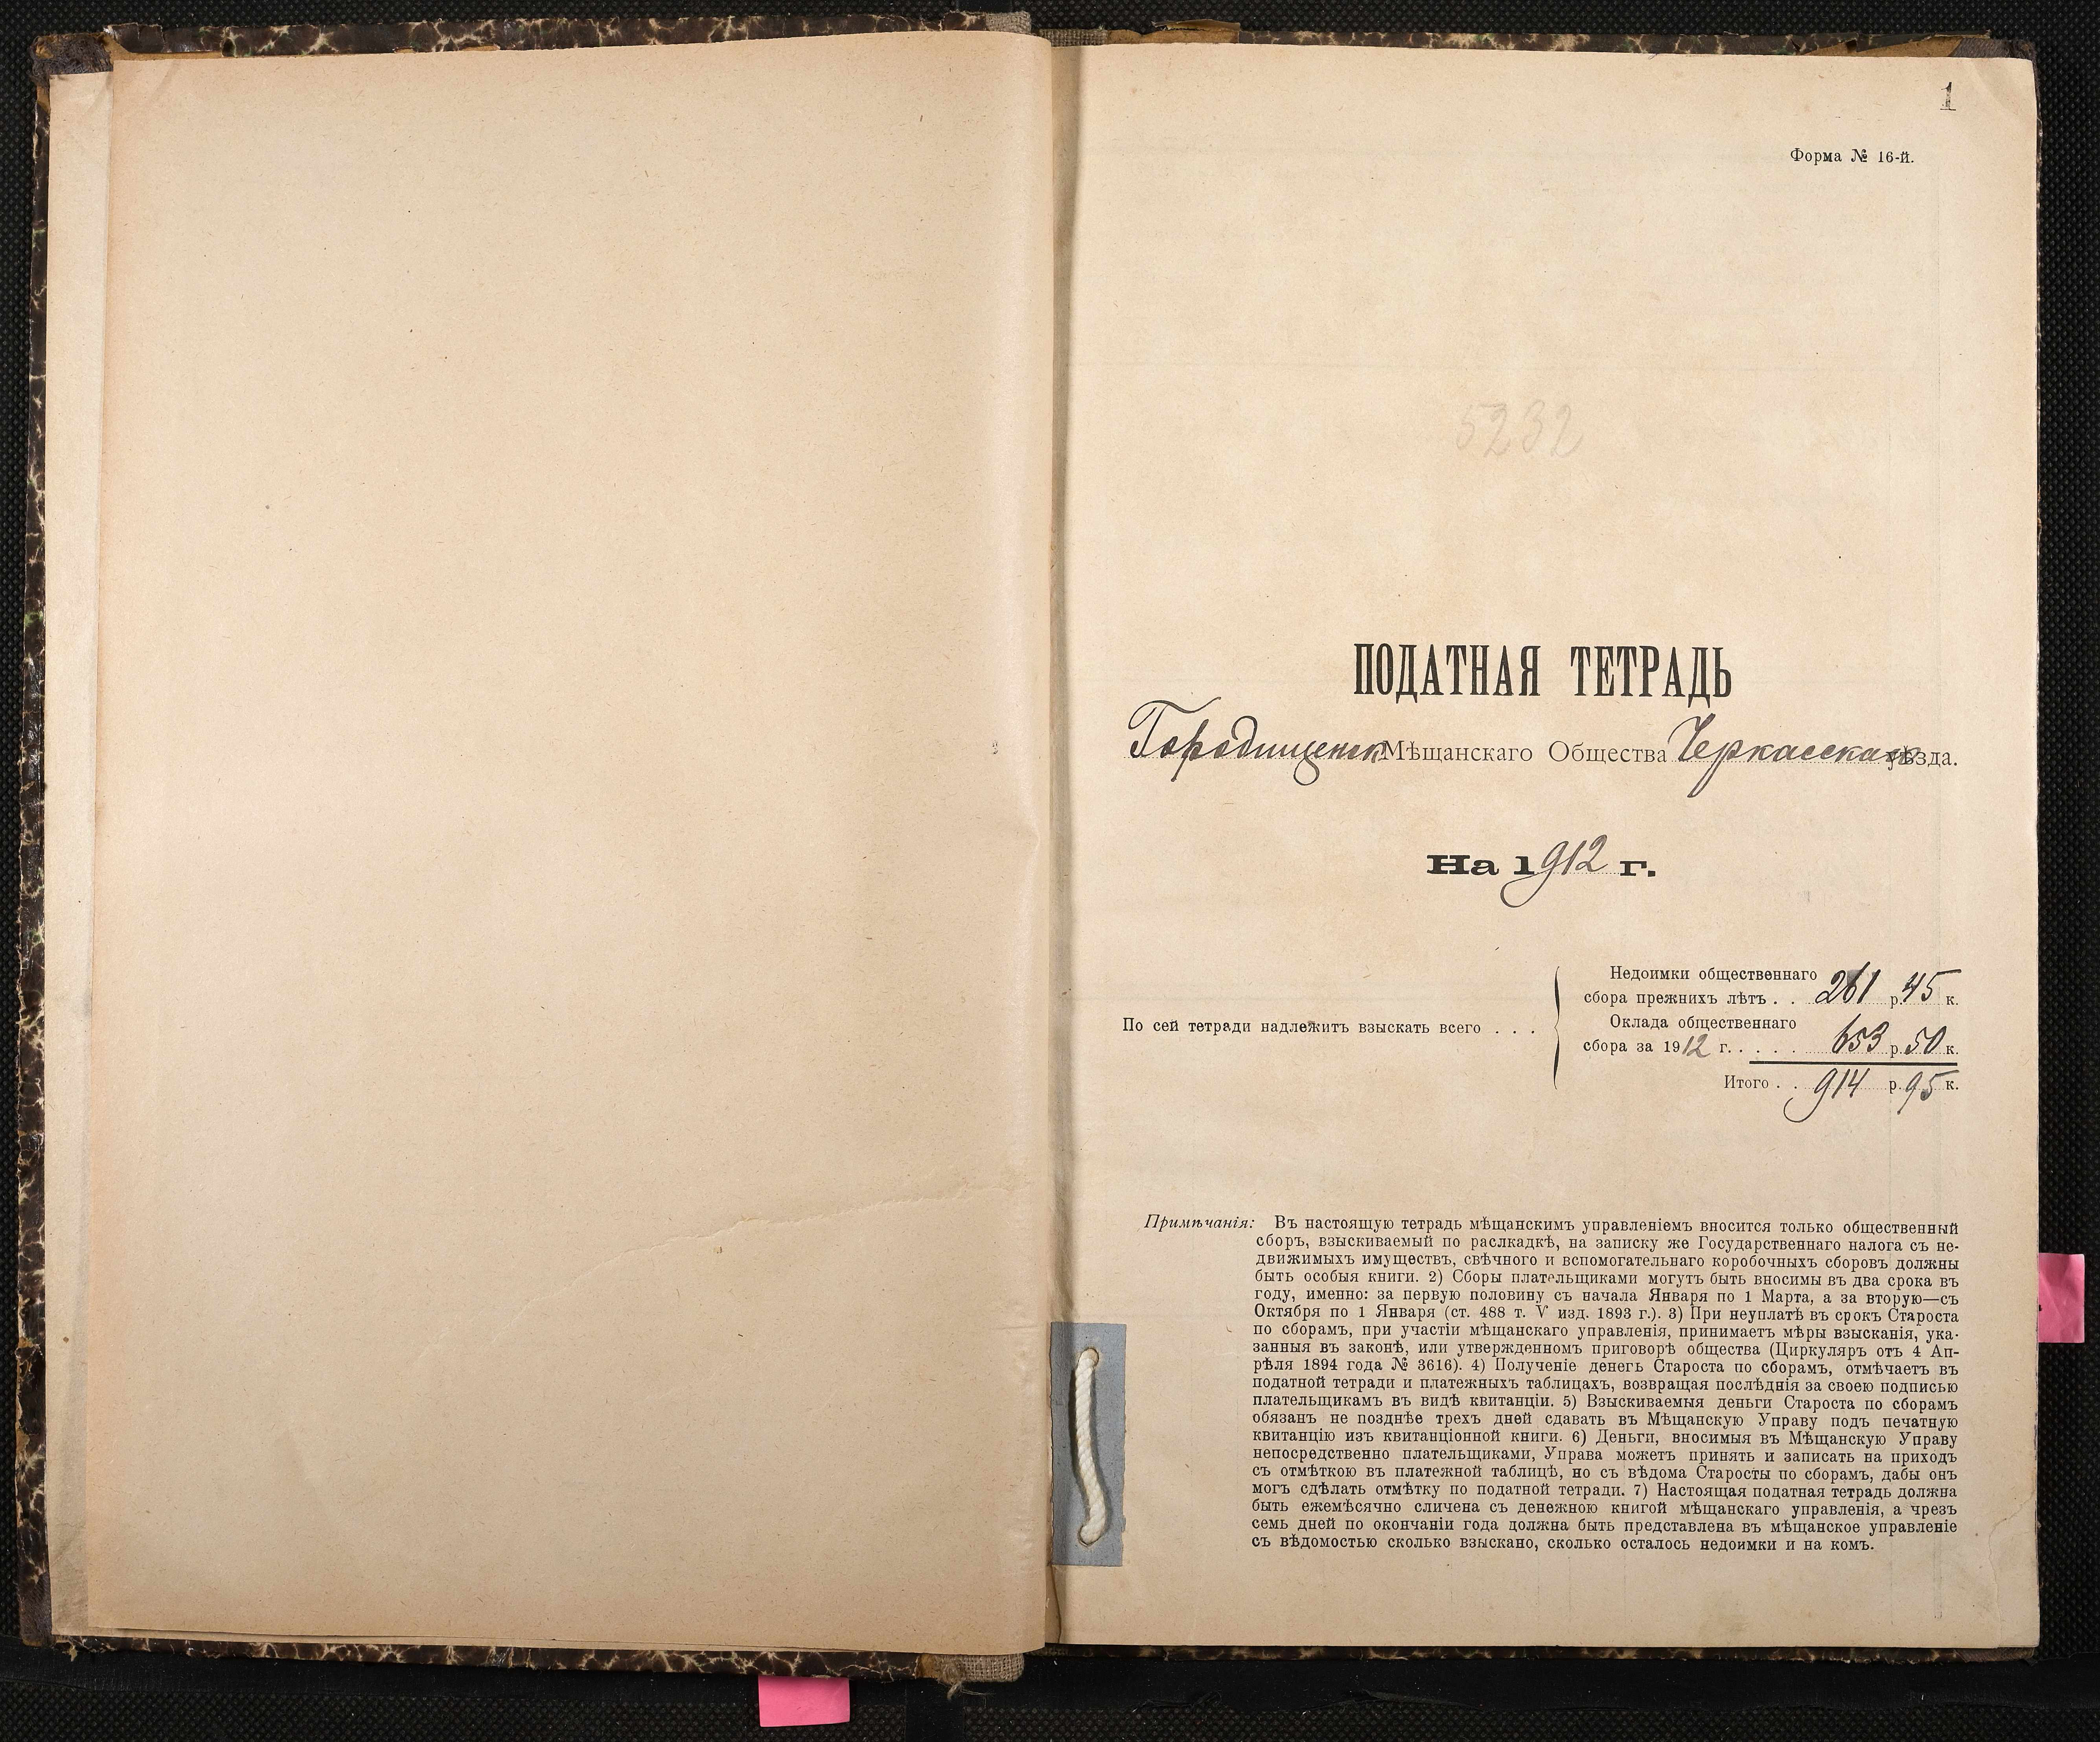 1
Форма № 16-й.
5232
ПОДАТНАЯ ТЕТРАДЬ
Городищенск Мѣщанскаго Общества Черкасскаго уѣзда.
На 1912 г.
Недоимки общественнаго
сбора прежнихъ лѣтъ . . 261 р. 45 к.
По сей тетради надлежитъ взыскать всего . . .
Оклада общественнаго
сбора за 1912 г. . . . . 653 р. 50 к.
Итого . . 914 р. 95 к.
Примѣчанія: Въ настоящую тетрадь мѣщанскимъ управленіемъ вносится только общественный
сборъ, взыскиваемый по раслкадкѣ, на записку же Государственнаго налога съ не-
движимыхъ имуществъ, свѣчного и вспомогательнаго коробочныхъ сборовъ должны
быть особыя книги. 2) Сборы плательщиками могутъ быть вносимы въ два срока въ
году, именно: за первую половину съ начала Января по 1 Марта, а за вторую—съ
Октября по 1 Января (ст. 488 т. V изд. 1893 г.). 3) При неуплатѣ въ срокъ Староста
по сборамъ, при участіи мѣщанскаго управленія, принимаетъ мѣры взысканія, ука-
занныя въ законѣ, или утвержденномъ приговорѣ общества (Циркуляръ отъ 4 Ап-
рѣля 1894 года № 3616). 4) Полученіе денегъ Староста по сборамъ, отмѣчаетъ въ
податной тетради и платежныхъ таблицахъ, возвращая послѣднія за своею подписью
плательщикамъ въ видѣ квитанціи. 5) Взыскиваемыя деньги Староста по сборамъ
обязанъ не позднѣе трехъ дней сдавать въ Мѣщанскую Управу подъ печатную
квитанцію изъ квитанціонной книги. 6) Деньги, вносимыя въ Мѣщанскую Управу
непосредственно плательщиками, Управа можетъ принять и записать на приходъ
съ отмѣткою въ платежной таблицѣ, но съ вѣдома Старосты по сборамъ, дабы онъ
могъ сдѣлать отмѣтку по податной тетради. 7) Настоящая податная тетрадь должна
быть ежемѣсячно сличена съ денежною книгой мѣщанскаго управленія, а чрезъ
семь дней по окончаніи года должна быть представлена въ мѣщанское управленіе
съ вѣдомостью сколько взыскано, сколько осталось недоимки и на комъ.